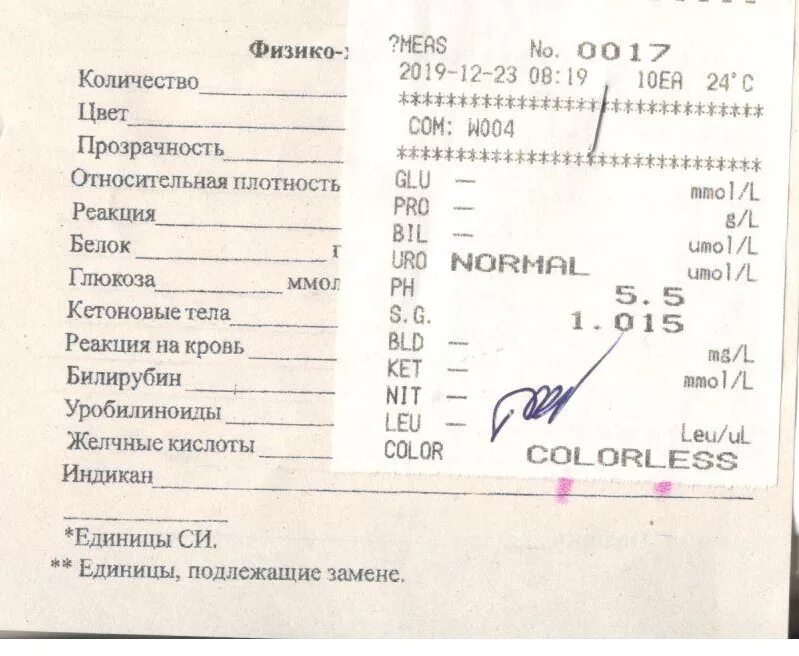 Физико-
Количество
Цвет
Прозрачность
Относительная плотность
Реакция
Белок г
Глюкоза ммол
Кетоновые тела
Реакция на кровь
Билирубин
Уробилиноиды
Желчные кислоты
Индикан
*Единицы СИ.
** Единицы, подлежащие замене.
?MEAS No. 0017
2019-12-23 08:19 10EA 24°C
************************************
COM: W004
************************************
GLU — mmol/L
PRO — g/L
BIL — umol/L
URO NORMAL umol/L
PH 5.5
S.G. 1.015
BLD — mg/L
KET — mmol/L
NIT —
LEU — Leu/uL
COLOR COLORLESS